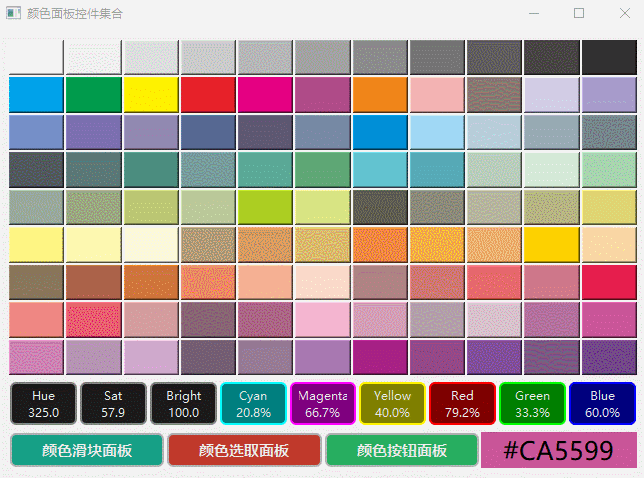 颜色面板控件集合
Hue Sat Bright Cyan Magenta Yellow Red Green Blue
325.0 57.9 100.0 20.8% 66.7% 40.0% 79.2% 33.3% 60.0%
颜色滑块面板 颜色选取面板 颜色按钮面板 #CA5599